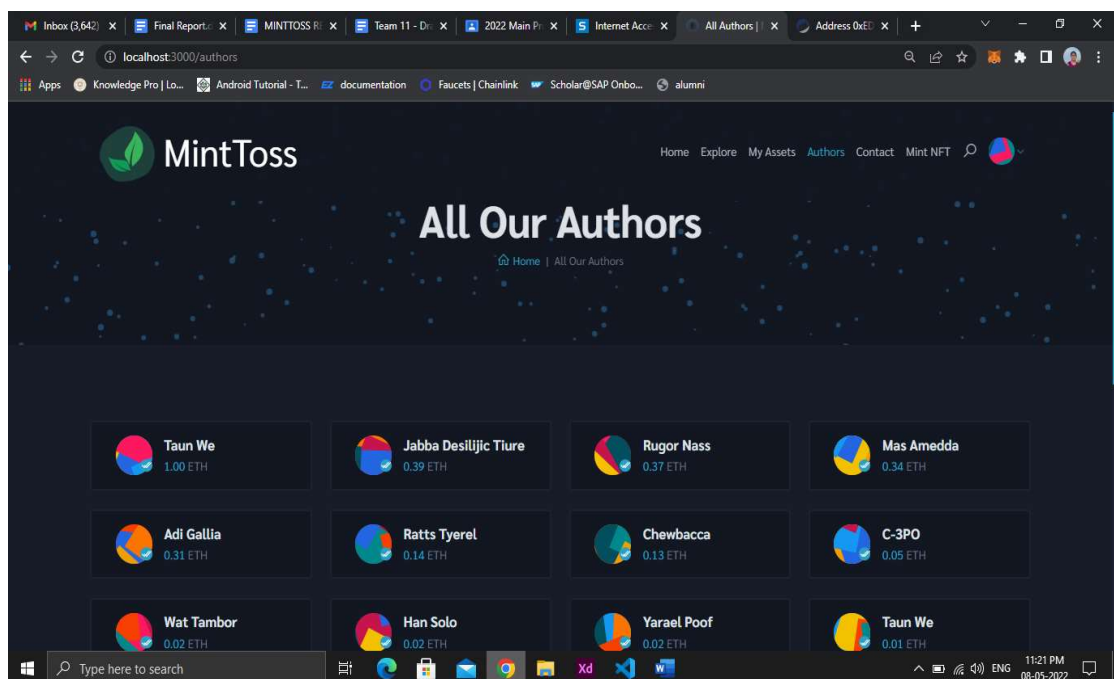 Inbox (3,642)
Final Report.c
MINTTOSS RE
Team 11 - Dra
2022 Main Pr
Internet Acce
All Authors |
Address 0xED
localhost:3000/authors
Apps
Knowledge Pro | Lo...
Android Tutorial - T...
EZ documentation
Faucets | Chainlink
Scholar@SAP Onbo...
alumni
MintToss
Home Explore My Assets Authors Contact Mint NFT
All Our Authors
Home | All Our Authors
Taun We
1.00 ETH
Jabba Desilijic Tiure
0.39 ETH
Rugor Nass
0.37 ETH
Mas Amedda
0.34 ETH
Adi Gallia
0.31 ETH
Ratts Tyerel
0.14 ETH
Chewbacca
0.13 ETH
C-3PO
0.05 ETH
Wat Tambor
0.02 ETH
Han Solo
0.02 ETH
Yarael Poof
0.02 ETH
Taun We
0.01 ETH
Type here to search
Xd
ENG
11:21 PM
08-05-2022